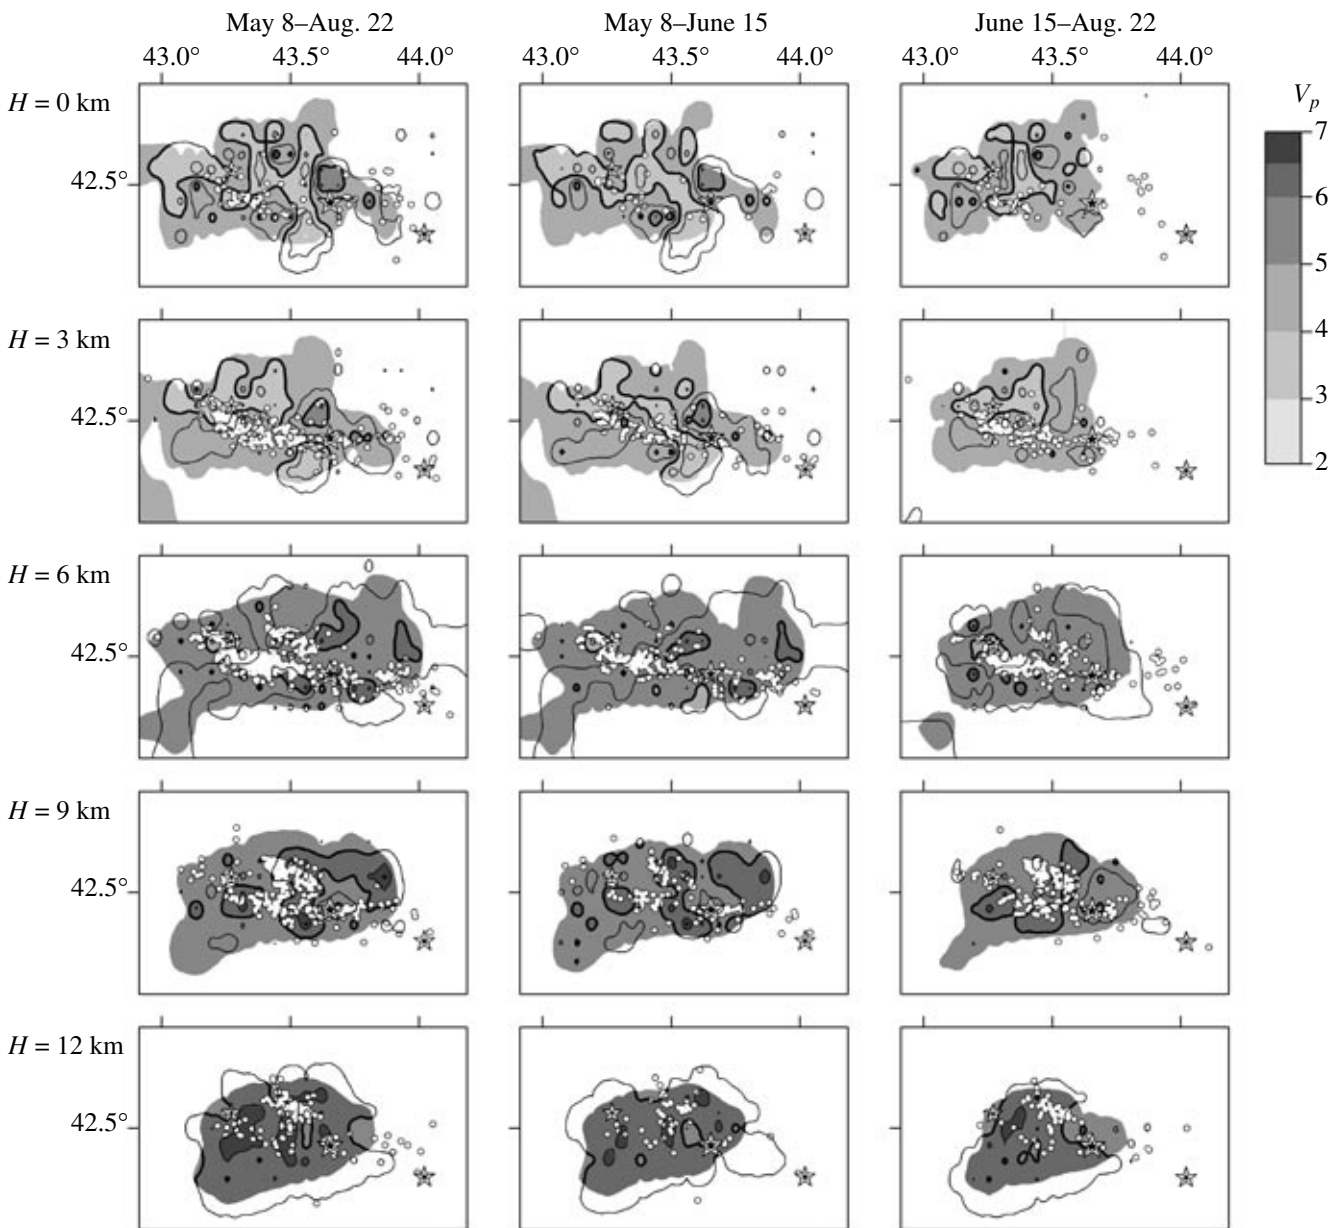 May 8–Aug. 22 May 8–June 15 June 15–Aug. 22
43.0° 43.5° 44.0° 43.0° 43.5° 44.0° 43.0° 43.5° 44.0°
H = 0 km
42.5°
H = 3 km
42.5°
H = 6 km
42.5°
H = 9 km
42.5°
H = 12 km
42.5°
Vp
7
6
5
4
3
2